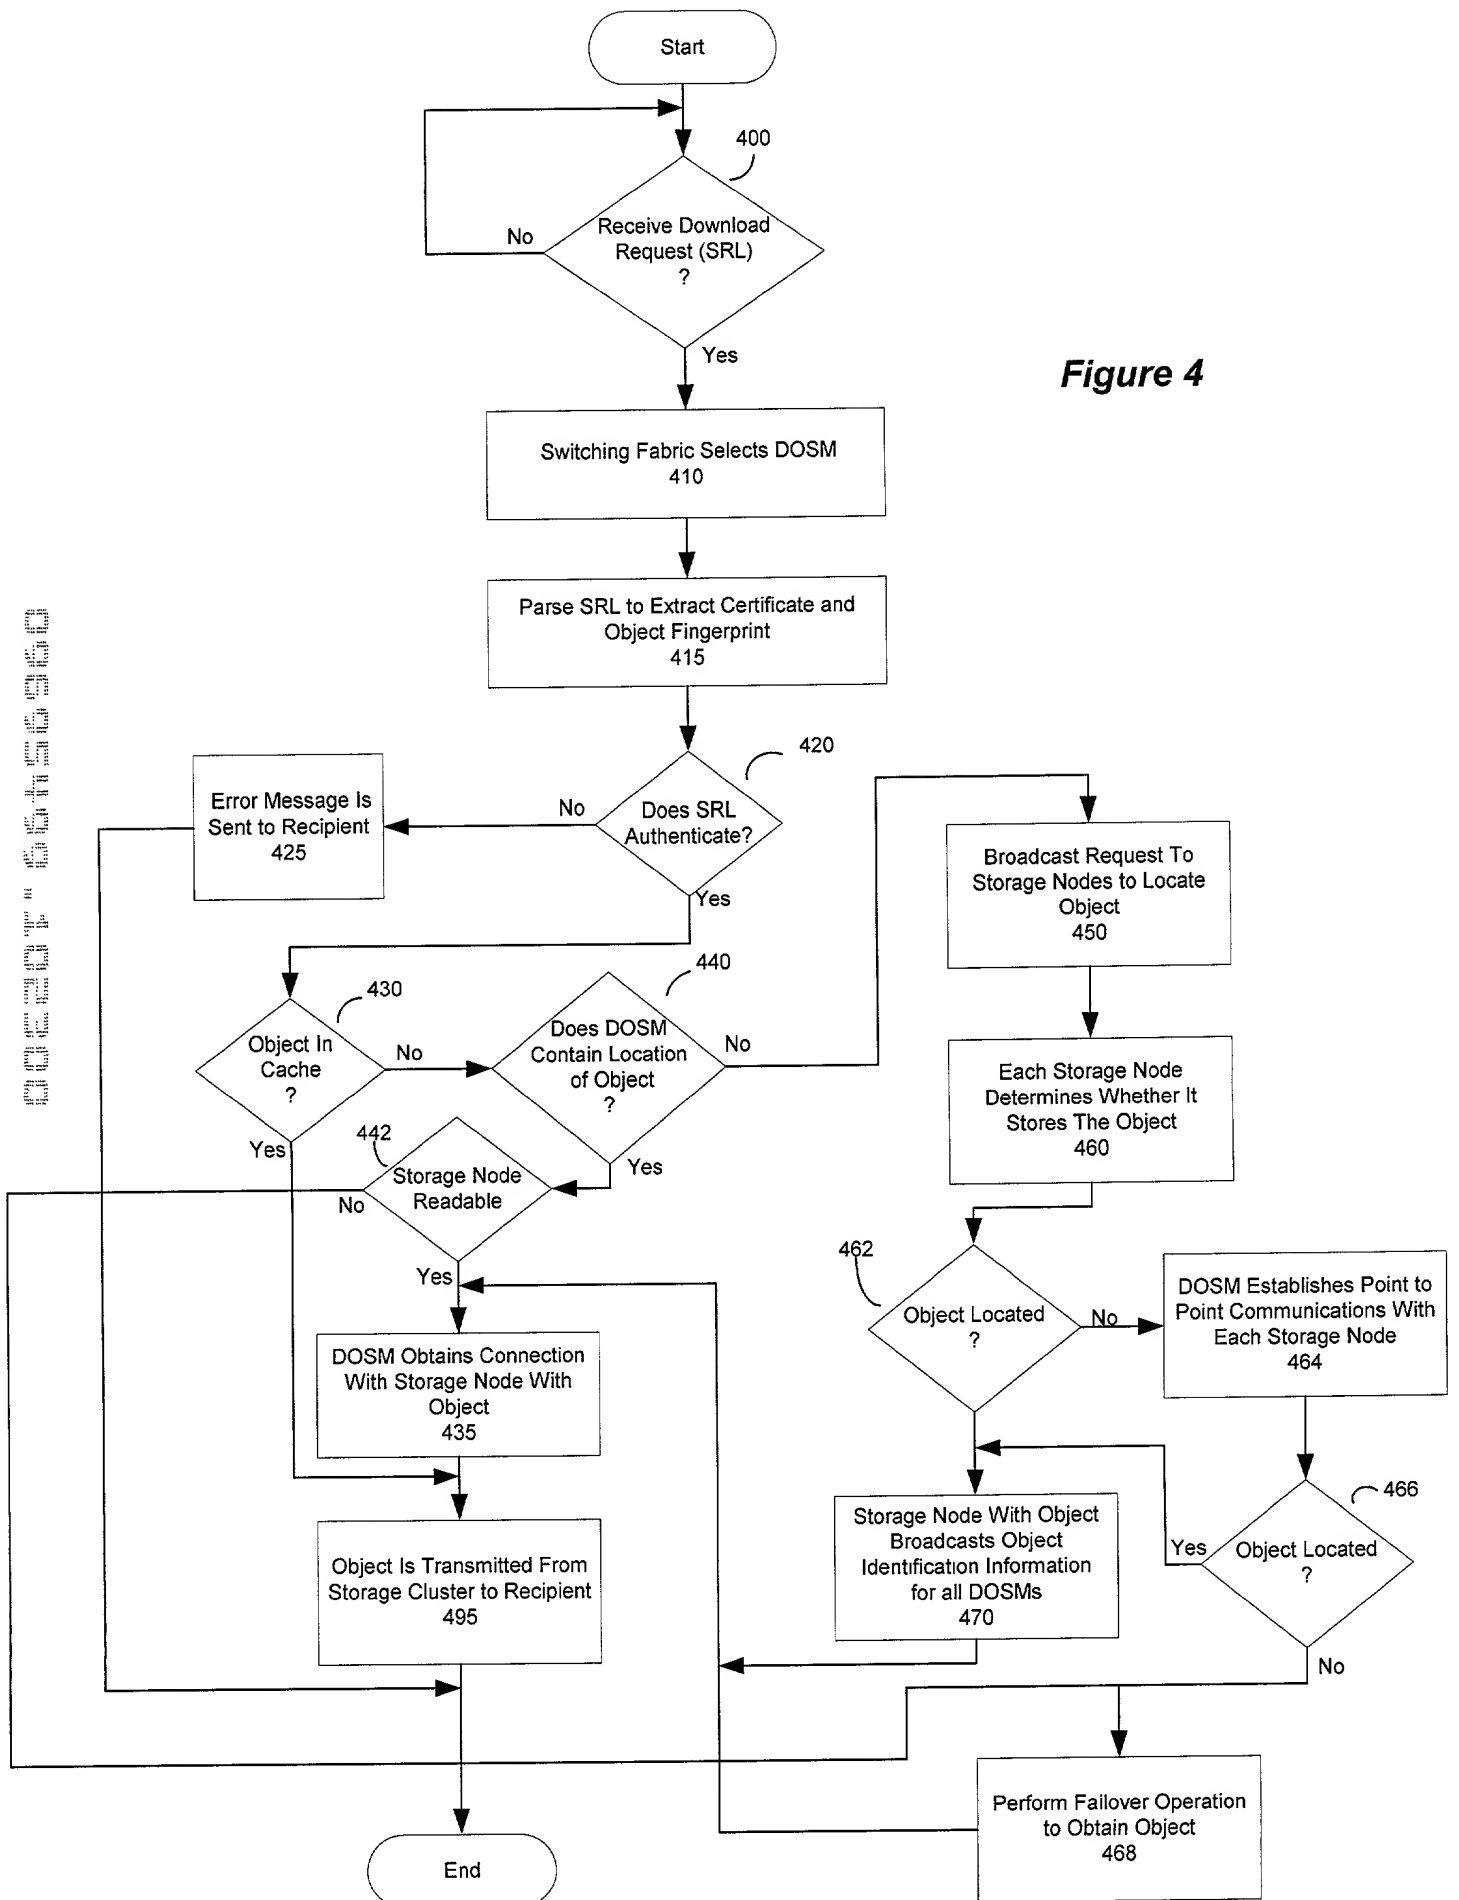 Start
400
Receive Download
Request (SRL)
?
No
Yes
Figure 4
Switching Fabric Selects DOSM
410
Parse SRL to Extract Certificate and
Object Fingerprint
415
420
Does SRL
Authenticate?
No
Yes
Error Message Is
Sent to Recipient
425
Broadcast Request To
Storage Nodes to Locate
Object
450
430
Object In
Cache
?
No
Yes
440
Does DOSM
Contain Location
of Object
?
No
Yes
Each Storage Node
Determines Whether It
Stores The Object
460
442
Storage Node
Readable
No
Yes
462
Object Located
?
No
DOSM Establishes Point to
Point Communications With
Each Storage Node
464
DOSM Obtains Connection
With Storage Node With
Object
435
466
Object Located
?
Yes
No
Storage Node With Object
Broadcasts Object
Identification Information
for all DOSMs
470
Object Is Transmitted From
Storage Cluster to Recipient
495
Perform Failover Operation
to Obtain Object
468
End